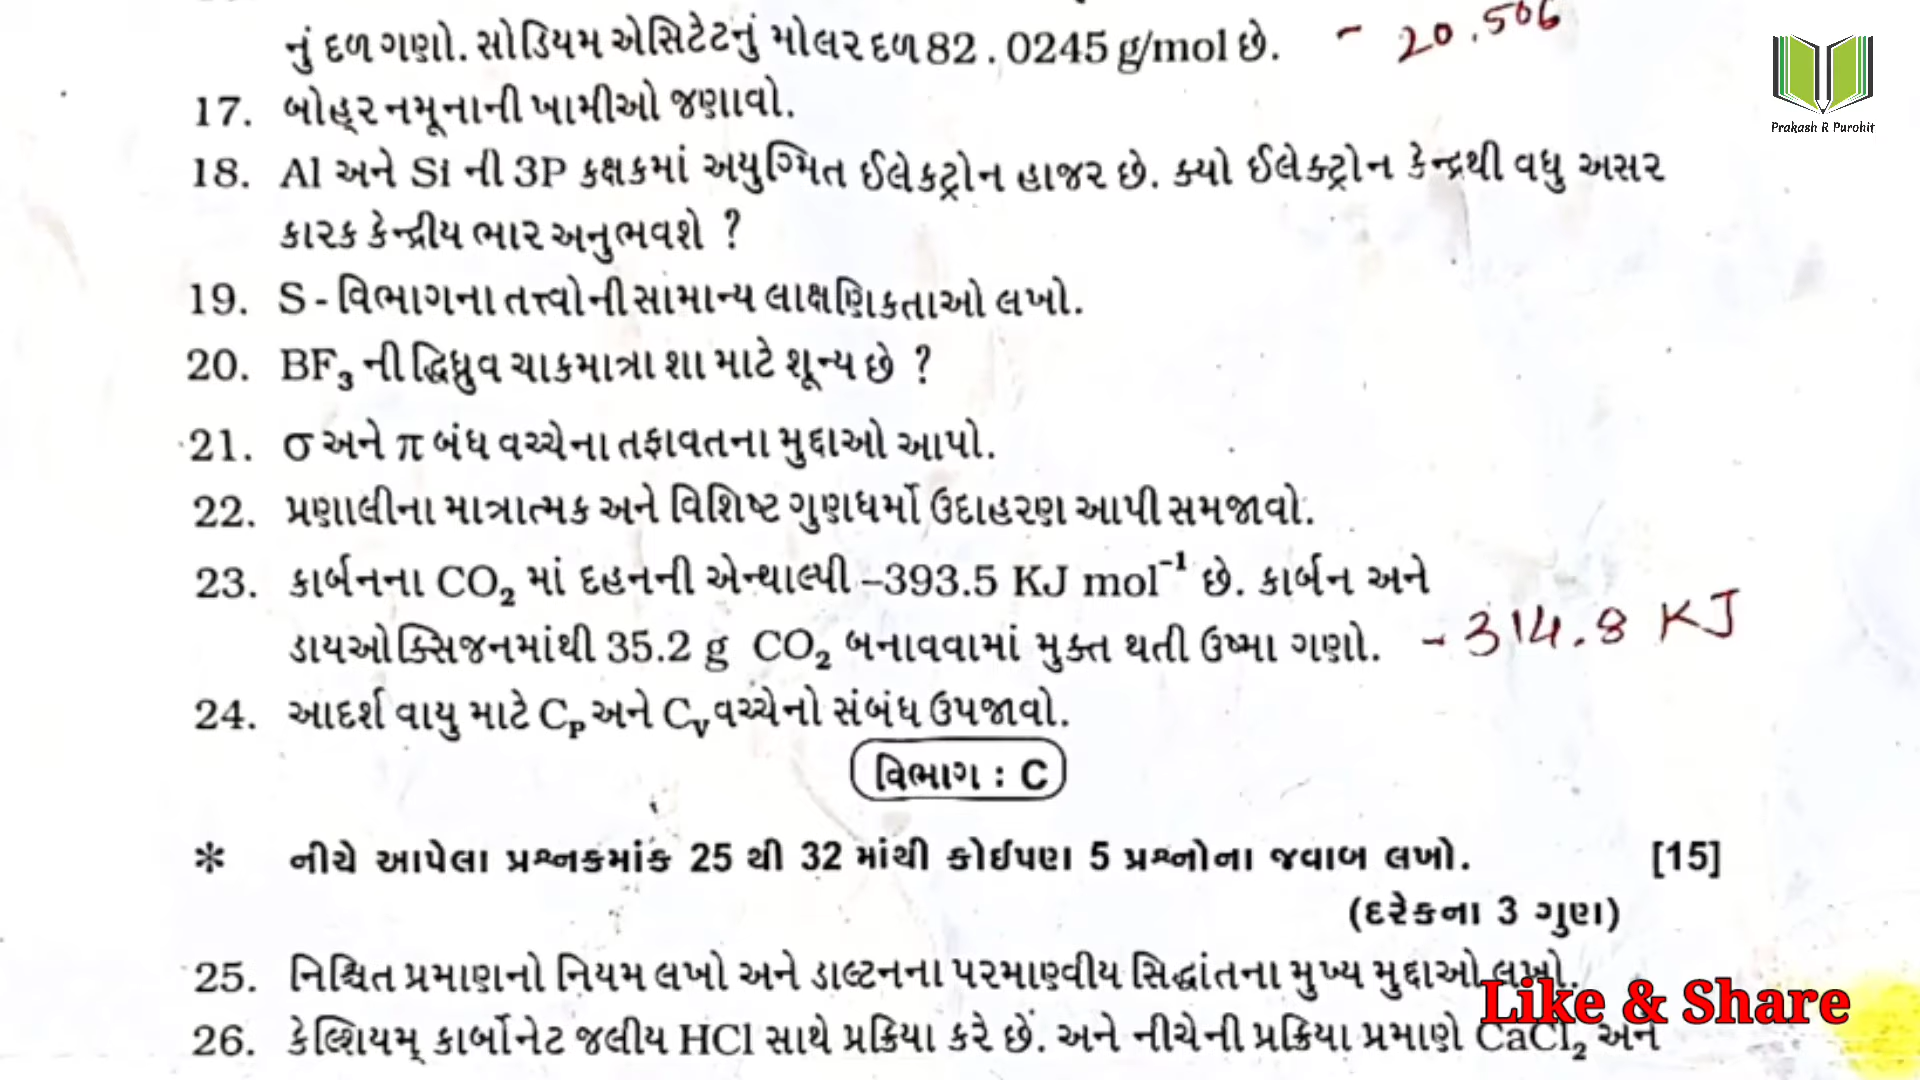 નું દળ ગણો. સોડિયમ એસિટેટનું મોલર દળ 82 . 0245 g/mol છે. - 20.506
Prakash R Purohit
17. બોહ્ર નમૂનાની ખામીઓ જણાવો.
18. Al અને Si ની 3P કક્ષકમાં અયુગ્મિત ઈલેકટ્રોન હાજર છે. ક્યો ઈલેક્ટ્રોન કેન્દ્રથી વધુ અસર
કારક કેન્દ્રીય ભાર અનુભવશે ?
19. S - વિભાગના તત્ત્વોની સામાન્ય લાક્ષણિકતાઓ લખો.
20. BF₃ ની દ્વિધ્રુવ ચાકમાત્રા શા માટે શૂન્ય છે ?
21. σ અને π બંધ વચ્ચેના તફાવતના મુદ્દાઓ આપો.
22. પ્રણાલીના માત્રાત્મક અને વિશિષ્ટ ગુણધર્મો ઉદાહરણ આપી સમજાવો.
23. કાર્બનના CO₂ માં દહનની એન્થાલ્પી –393.5 KJ mol⁻¹ છે. કાર્બન અને
ડાયઓક્સિજનમાંથી 35.2 g CO₂ બનાવવામાં મુક્ત થતી ઉષ્મા ગણો. - 314.8 KJ
24. આદર્શ વાયુ માટે Cₚ અને Cᵥ વચ્ચેનો સંબંધ ઉપજાવો.
વિભાગ : C
* નીચે આપેલા પ્રશ્નક્રમાંક 25 થી 32 માંથી કોઈપણ 5 પ્રશ્નોના જવાબ લખો. [15]
(દરેકના 3 ગુણ)
25. નિશ્ચિત પ્રમાણનો નિયમ લખો અને ડાલ્ટનના પરમાણ્વીય સિદ્ધાંતના મુખ્ય મુદ્દાઓ લખો.
Like & Share
26. કેલ્શિયમ્ કાર્બોનેટ જલીય HCl સાથે પ્રક્રિયા કરે છે. અને નીચેની પ્રક્રિયા પ્રમાણે CaCl₂ અને